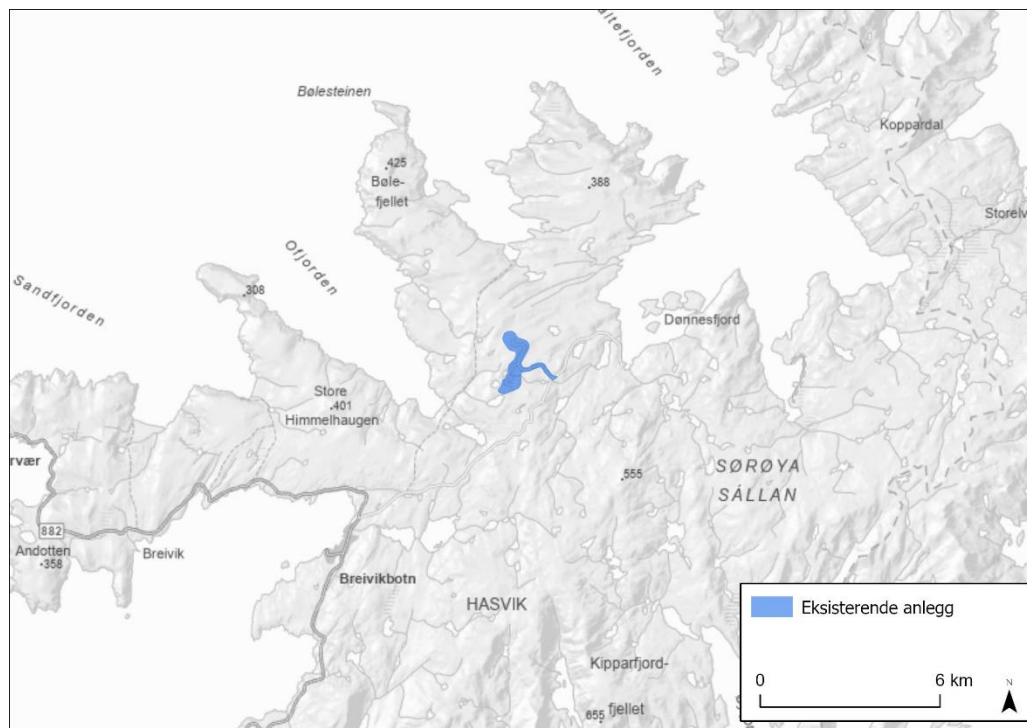 altefjorden
Bølesteinen
Koppardal
.425
Bøle-
fjellet
.388
Storelv
Ofjorden
Sandfjorden
.308
Dønnesfjord
Store
.401
Himmelhaugen
rvær
SØRØYA
555
SÁLLAN
882
Andotten
.358
Breivik
Breivikbotn
HASVIK
Eksisterende anlegg
Kipparfjord-
fjellet
655
0
6 km
N